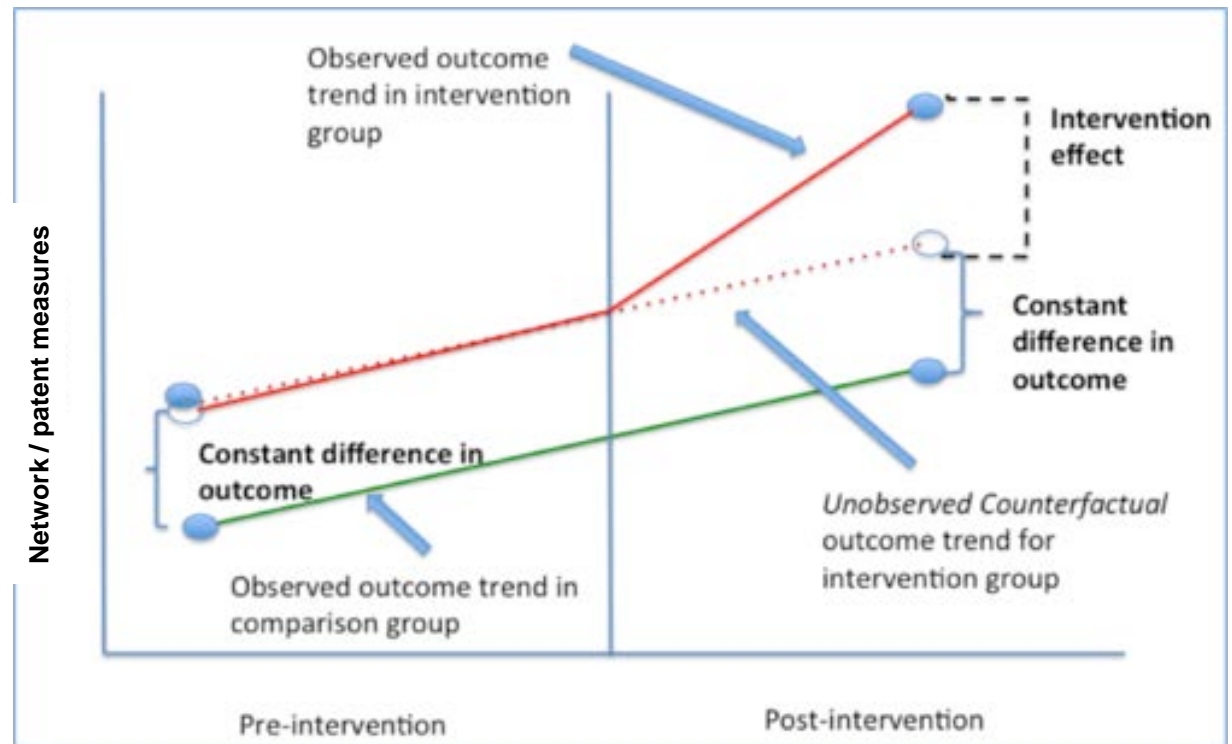 Observed outcome
trend in intervention
group
Intervention
effect
Network / patent measures
Constant
difference in
outcome
Constant difference in
outcome
Unobserved Counterfactual
outcome trend for
intervention group
Observed outcome trend in
comparison group
Pre-intervention
Post-intervention